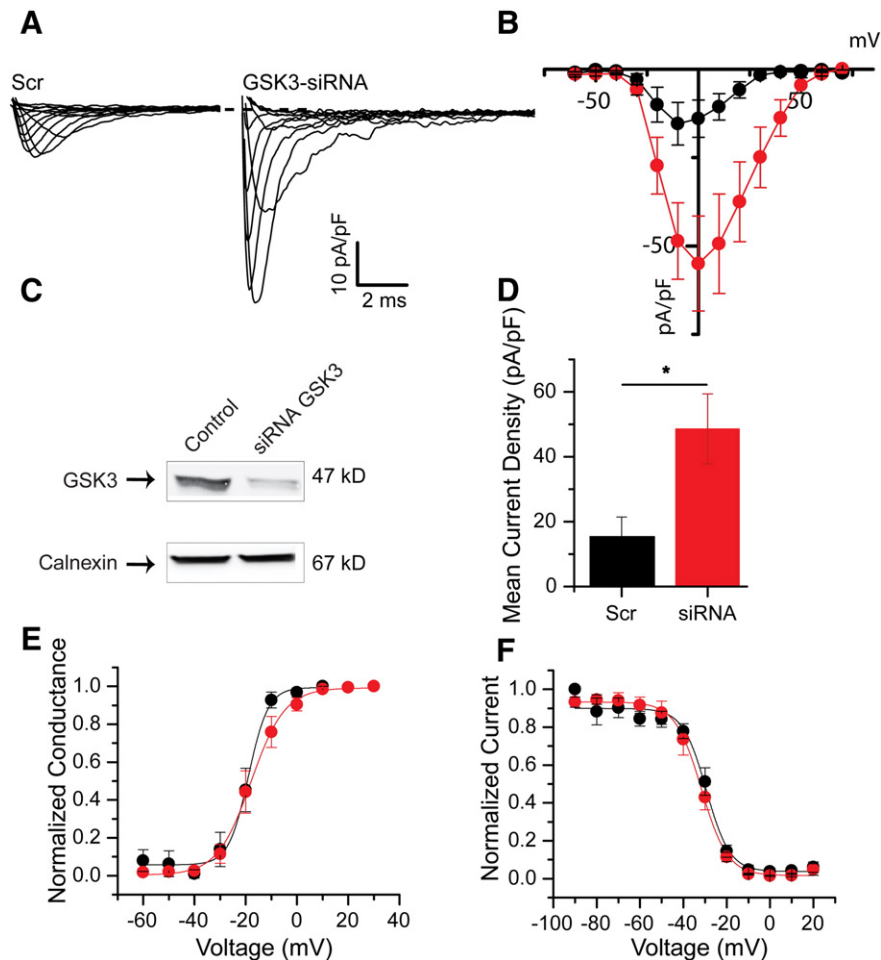 A
Scr
GSK3-siRNA
10 pA/pF
2 ms
B
mV
-50
50
-50
pA/pF
C
Control
siRNA GSK3
GSK3
47 kD
Calnexin
67 kD
D
Mean Current Density (pA/pF)
60
40
20
0
*
Scr
siRNA
E
Normalized Conductance
1.0
0.8
0.6
0.4
0.2
0.0
-60
-40
-20
0
20
40
Voltage (mV)
F
Normalized Current
1.0
0.8
0.6
0.4
0.2
0.0
-100
-80
-60
-40
-20
0
20
Voltage (mV)